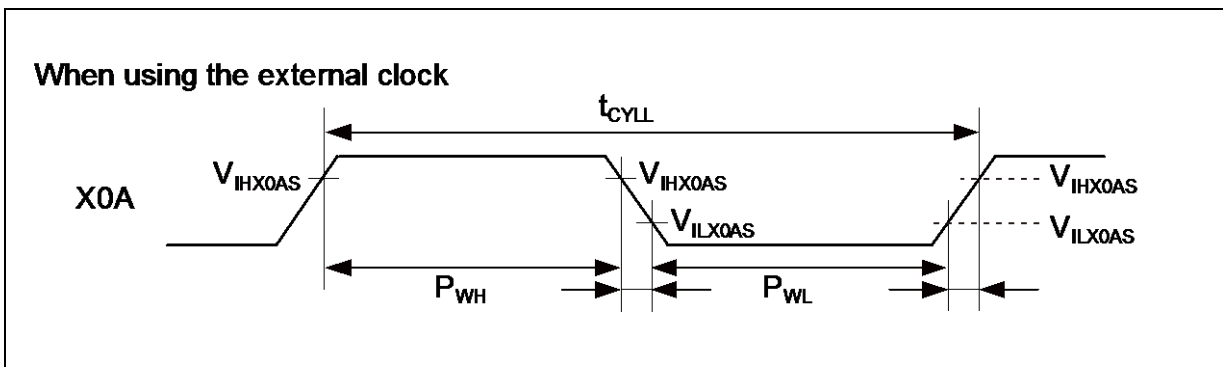 When using the external clock
tCYLL
X0A
VIHX0AS
VIHX0AS
VILX0AS
VIHX0AS
VILX0AS
PWH
PWL